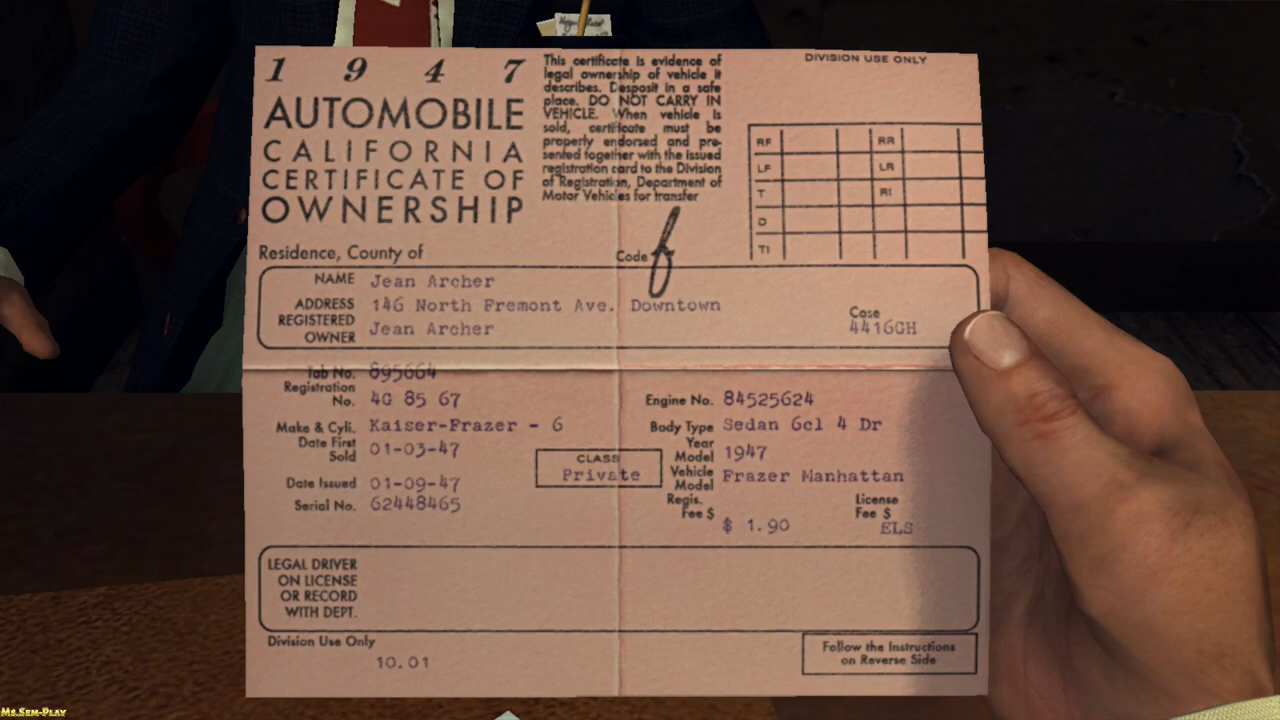 1947
AUTOMOBILE
CALIFORNIA
CERTIFICATE OF
OWNERSHIP
This certificate is evidence of
legal ownership of vehicle it
describes. Desposit in a safe
place. DO NOT CARRY IN
VEHICLE. When vehicle is
sold, certificate must be
properly endorsed and pre-
sented together with the issued
registration card to the Division
of Registration, Department of
Motor Vehicles for transfer
DIVISION USE ONLY
RF RR
LF LR
T RI
D
TI
Residence, County of
Code
NAME Jean Archer
ADDRESS 146 North Fremont Ave. Downtown
REGISTERED OWNER Jean Archer
Case
4416GH
Tab No. 895664
Registration
No. 4G 85 67
Engine No. 84525624
Make & Cyli. Kaiser-Frazer - 6
Body Type Sedan 6cl 4 Dr
Date First
Sold 01-03-47
Year
Model 1947
CLASS
Private
Vehicle
Model Frazer Manhattan
Date Issued 01-09-47
Serial No. 62448465
Regis.
Fee $ $ 1.90
License
Fee $
ELS
LEGAL DRIVER
ON LICENSE
OR RECORD
WITH DEPT.
Division Use Only
10.01
Follow the Instructions
on Reverse Side
Ms.Sem-Play